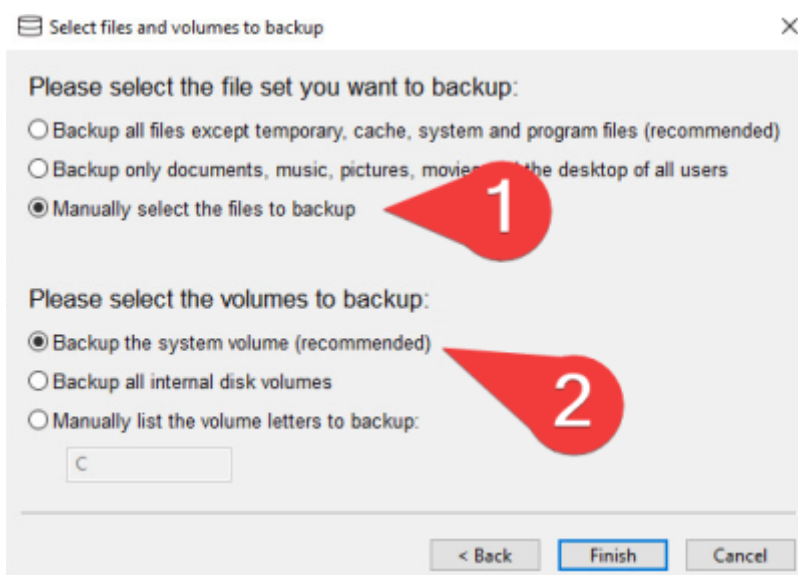 Select files and volumes to backup
Please select the file set you want to backup:
Backup all files except temporary, cache, system and program files (recommended)
Backup only documents, music, pictures, movies the desktop of all users
Manually select the files to backup
1
Please select the volumes to backup:
Backup the system volume (recommended)
Backup all internal disk volumes
2
Manually list the volume letters to backup:
C
< Back Finish Cancel